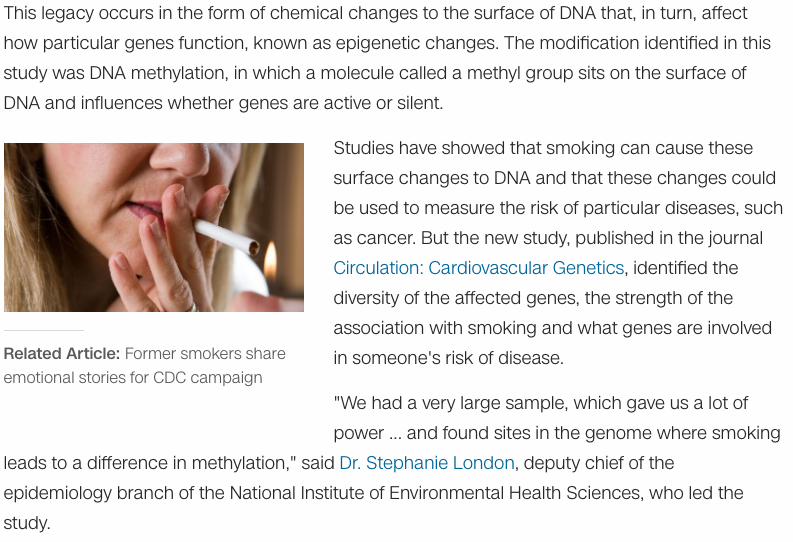 This legacy occurs in the form of chemical changes to the surface of DNA that, in turn, affect
how particular genes function, known as epigenetic changes. The modification identified in this
study was DNA methylation, in which a molecule called a methyl group sits on the surface of
DNA and influences whether genes are active or silent.
Studies have showed that smoking can cause these
surface changes to DNA and that these changes could
be used to measure the risk of particular diseases, such
as cancer. But the new study, published in the journal
Circulation: Cardiovascular Genetics, identified the
diversity of the affected genes, the strength of the
association with smoking and what genes are involved
in someone's risk of disease.
Related Article: Former smokers share
emotional stories for CDC campaign
"We had a very large sample, which gave us a lot of
power ... and found sites in the genome where smoking
leads to a difference in methylation," said Dr. Stephanie London, deputy chief of the
epidemiology branch of the National Institute of Environmental Health Sciences, who led the
study.